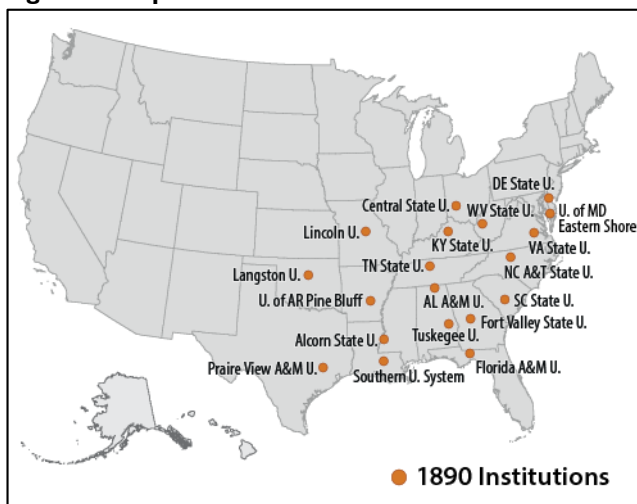 DE State U.
Central State U.
WV State U.
U. of MD
Eastern Shore
Lincoln U.
KY State U.
VA State U.
TN State U.
NC A&T State U.
Langston U.
U. of AR Pine Bluff
AL A&M U.
SC State U.
Fort Valley State U.
Alcorn State U.
Tuskegee U.
Praire View A&M U.
Southern U. System
Florida A&M U.
1890 Institutions